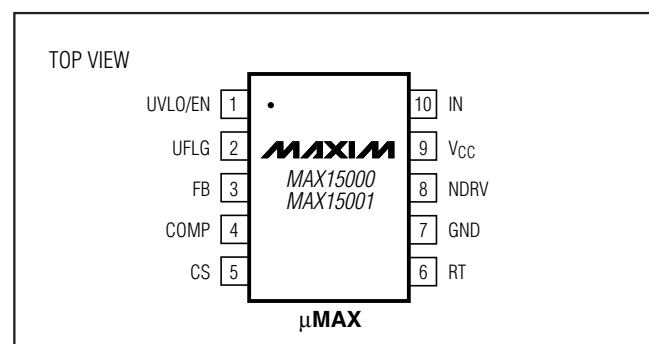 TOP VIEW
UVLO/EN 1 10 IN
UFLG 2 MAXIM 9 VCC
FB 3 MAX15000 8 NDRV
MAX15001
COMP 4 7 GND
CS 5 6 RT
μMAX